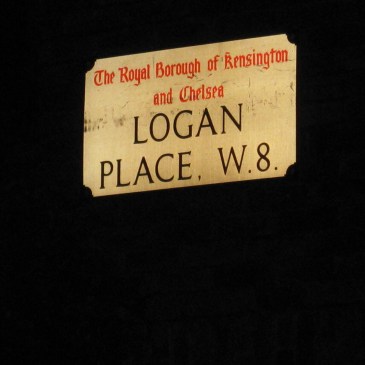 The Royal Borough of Kensington
and Chelsea
LOGAN
PLACE, W.8.